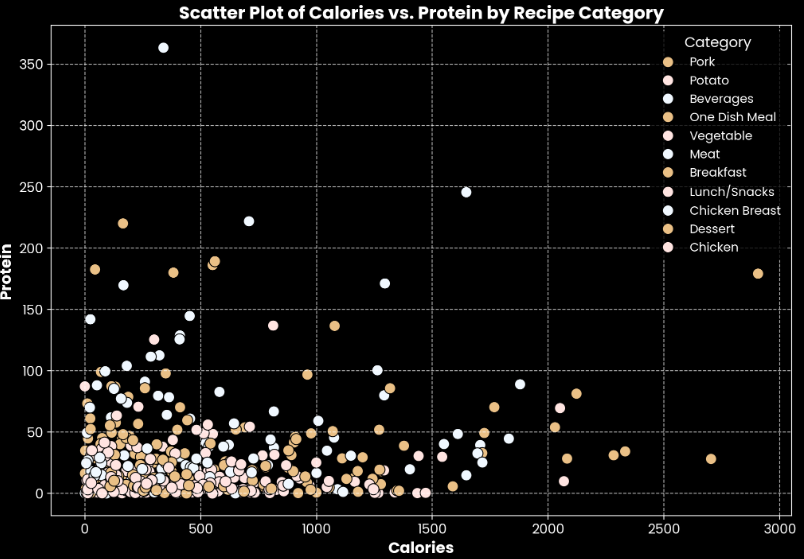 Scatter Plot of Calories vs. Protein by Recipe Category
Category
Pork
Potato
Beverages
One Dish Meal
Vegetable
Meat
Breakfast
Lunch/Snacks
Chicken Breast
Dessert
Chicken
Protein
350
300
250
200
150
100
50
0
0 500 1000 1500 2000 2500 3000
Calories